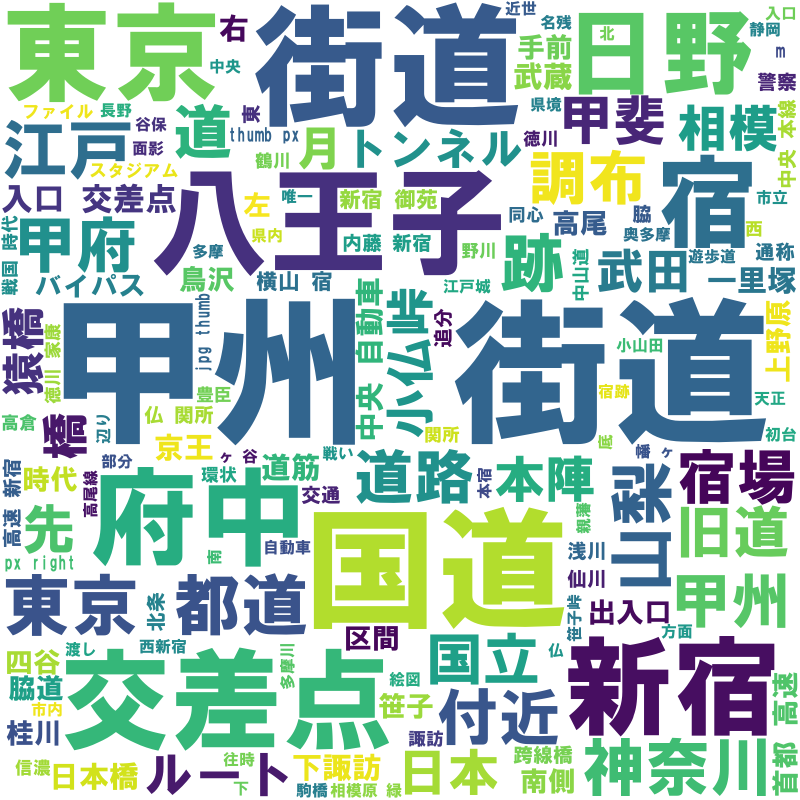 東京
街道
日野
右
近世
名残
入口
静岡
北
m
手前
武蔵
中央
警察
ファイル
長野
谷保
面影
スタジアム
道
東
thumb px
鶴川
月
トンネル
徳川
県境
甲斐
相模
中央 本線
江戸
入口
交差点
八王子
左
県内
唯一
新宿 御苑
内藤 新宿
調布
宿
同心
高尾
脇
奥多摩
市立
西
遊歩道
通称
戦国 時代
甲府
バイパス
多摩
鳥沢
横山 宿
野川
江戸城
跡
中山道
武田
一里塚
猿橋
徳川 家康
甲州 街道
jpg thumb
中央 自動車
小仏峠
追分
小山田
上野原
天正
宿跡
豊臣
高倉
橋
辺り
仏 関所
京王
関所
底
初台
高速 新宿
時代
部分
高尾線
ヶ谷
環状
道筋
戦い
交通
道路
本宿
本陣
親藩
山梨
宿場
先
府中
南
自動車
国道
浅川
旧道
px right
東京
北条
都道
笹子峠
出入口
甲州
方面
四谷
渡し
西新宿
区間
多摩川
国立
仏
新宿
脇道
市内
桂川
交差点
絵図
笹子
諏訪
付近
首都 高速
信濃
日本橋
ルート
往時
下
下諏訪
駒橋
相模原 緑
日本
跨線橋
南側
神奈川